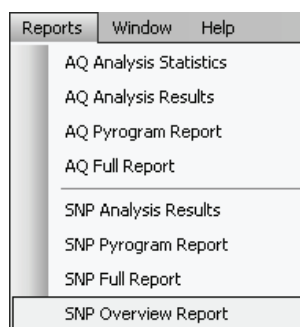 Reports Window Help
AQ Analysis Statistics
AQ Analysis Results
AQ Pyrogram Report
AQ Full Report
SNP Analysis Results
SNP Pyrogram Report
SNP Full Report
SNP Overview Report